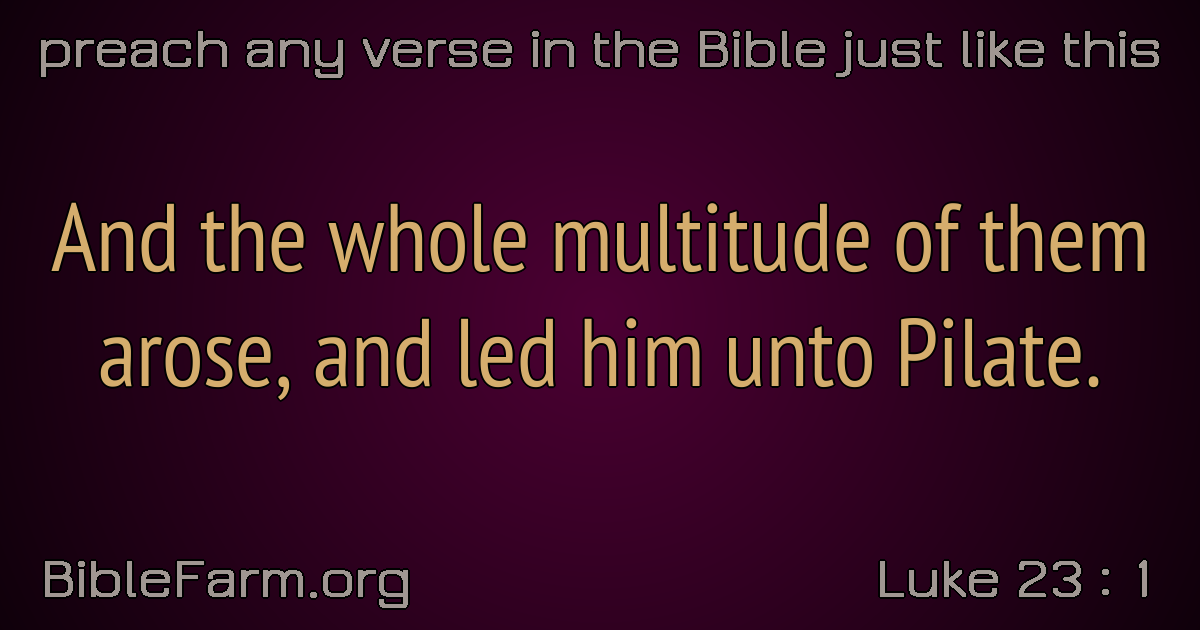 preach any verse in the Bible just like this
And the whole multitude of them
arose, and led him unto Pilate.
BibleFarm.org
Luke 23 : 1